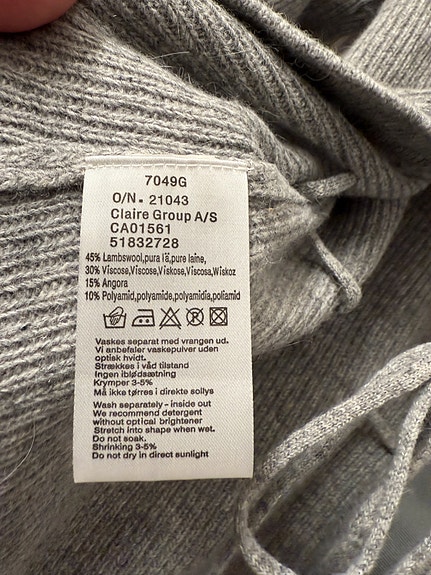 7049G
O/N. 21043
Claire Group A/S
CA01561
51832728
45% Lambswool,pura lã,pure laine,
30% Viscose,Viscose,Viskose,Viscosa,Wiskoz
15% Angora
10% Polyamid,polyamide,polyamidia,poliamid
Vaskes separat med vrangen ud.
Vi anbefaler vaskepulver uden
optisk hvidt.
Strækkes i våd tilstand
Ingen iblødsætning
Krymper 3-5%
Må ikke tørres i direkte sollys
Wash separately - inside out
We recommend detergent
without optical brightener
Stretch into shape when wet.
Do not soak.
Shrinking 3-5%
Do not dry in direct sunlight